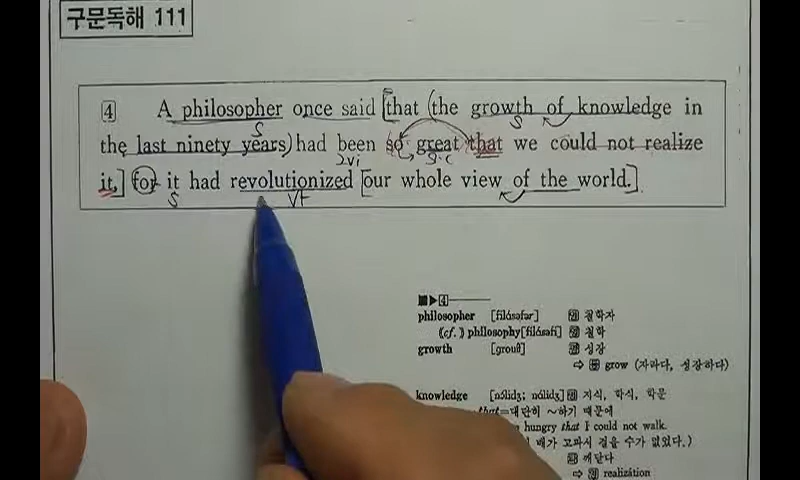 구문독해 111
4 A philosopher once said that (the growth of knowledge in
the last ninety years) had been so great that we could not realize
it, for it had revolutionized our whole view of the world.
S S
2vi S.C
S Vt
■▶4
philosopher [filásəfər] 명 철학자
(cf.) philosophy[filásəfi] 명 철학
growth [grouθ] 명 성장
⇨ 동 grow (자라다, 성장하다)
knowledge [nálidʒ; nɔ́lidʒ] 명 지식, 학식, 학문
that=대단히 ~하기 때문에
hungry that I could not walk.
배가 고파서 걸을 수가 없었다.)
깨닫다
⇨ 명 realizátion